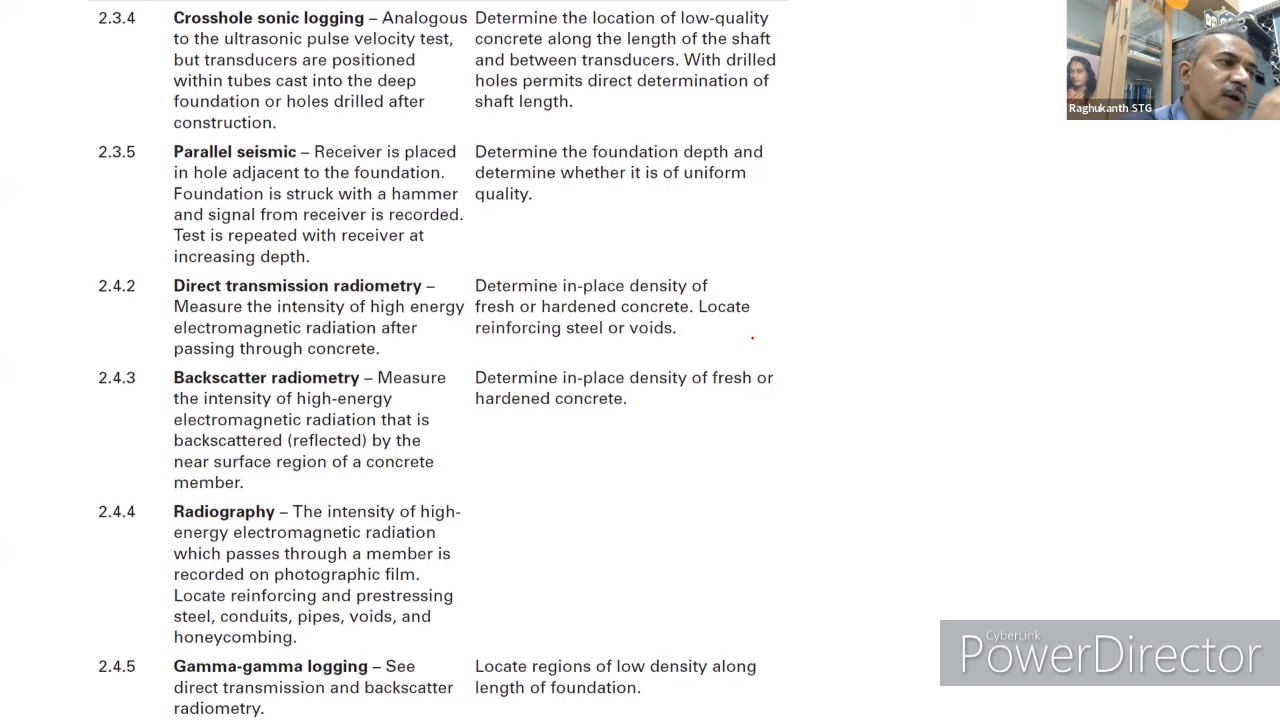 2.3.4 Crosshole sonic logging – Analogous Determine the location of low-quality
to the ultrasonic pulse velocity test, concrete along the length of the shaft
but transducers are positioned and between transducers. With drilled
within tubes cast into the deep holes permits direct determination of
foundation or holes drilled after shaft length.
construction.
2.3.5 Parallel seismic – Receiver is placed Determine the foundation depth and
in hole adjacent to the foundation. determine whether it is of uniform
Foundation is struck with a hammer quality.
and signal from receiver is recorded.
Test is repeated with receiver at
increasing depth.
2.4.2 Direct transmission radiometry – Determine in-place density of
Measure the intensity of high energy fresh or hardened concrete. Locate
electromagnetic radiation after reinforcing steel or voids.
passing through concrete.
2.4.3 Backscatter radiometry – Measure Determine in-place density of fresh or
the intensity of high-energy hardened concrete.
electromagnetic radiation that is
backscattered (reflected) by the
near surface region of a concrete
member.
2.4.4 Radiography – The intensity of high-
energy electromagnetic radiation
which passes through a member is
recorded on photographic film.
Locate reinforcing and prestressing
steel, conduits, pipes, voids, and
honeycombing.
2.4.5 Gamma-gamma logging – See Locate regions of low density along
direct transmission and backscatter length of foundation.
radiometry.
Raghukanth STG
CyberLink
PowerDirector